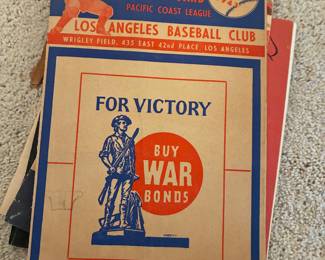 PACIFIC COAST LEAGUE
LOS ANGELES BASEBALL CLUB
WRIGLEY FIELD, 435 EAST 42nd PLACE, LOS ANGELES
FOR VICTORY
BUY
WAR
BONDS